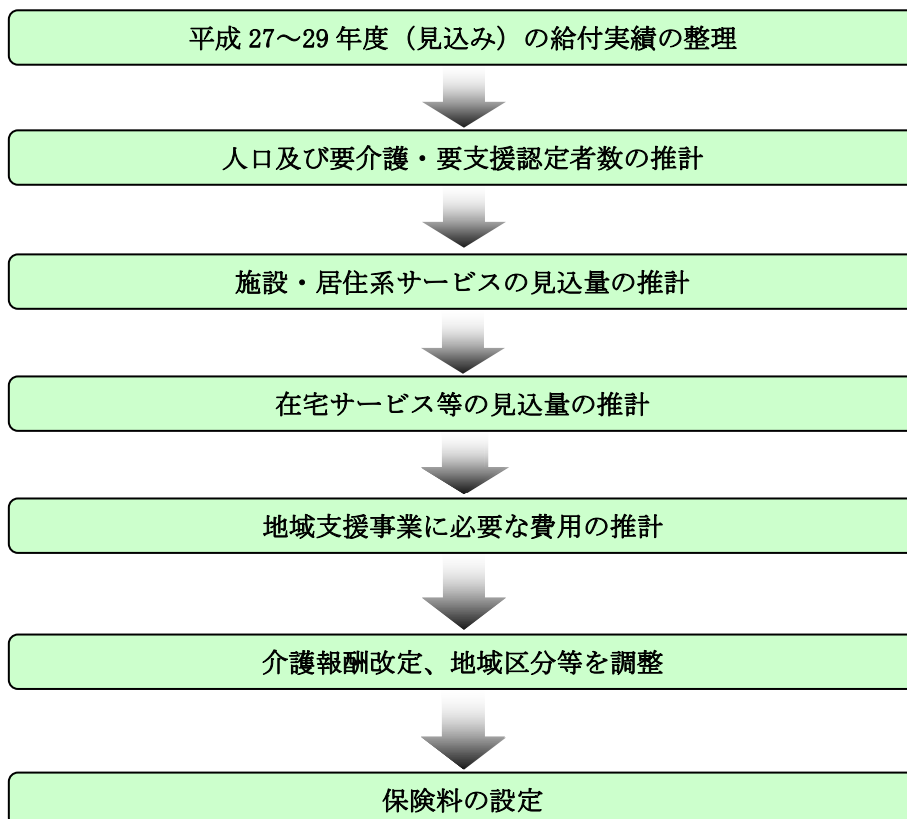 平成 27～29 年度（見込み）の給付実績の整理
人口及び要介護・要支援認定者数の推計
施設・居住系サービスの見込量の推計
在宅サービス等の見込量の推計
地域支援事業に必要な費用の推計
介護報酬改定、地域区分等を調整
保険料の設定